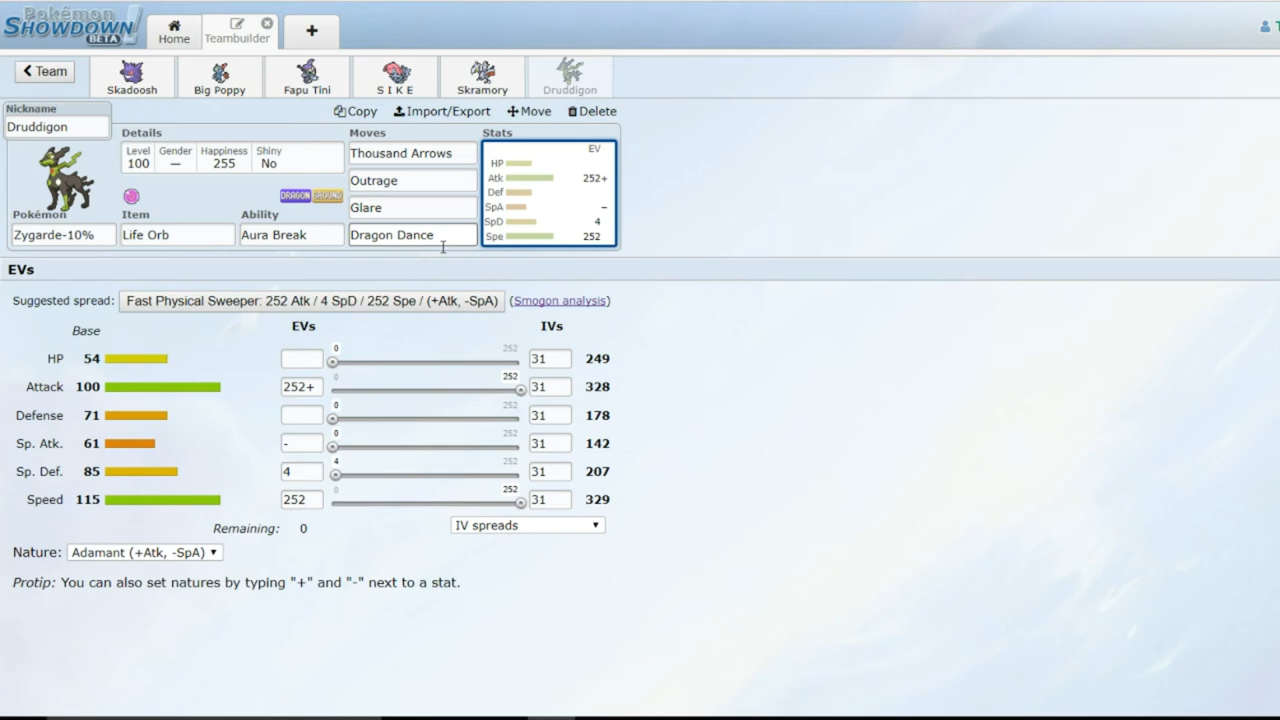 Pokémon
SHOWDOWN!
BETA
Home
Teambuilder
+
T
Team
Skadoosh
Big Poppy
Fapu Tini
S I K E
Skramory
Druddigon
Copy
Import/Export
Move
Delete
Nickname
Druddigon
Details
Level Gender Happiness Shiny
100 — 255 No
DRAGON GROUND
Pokémon Item Ability
Zygarde-10% Life Orb Aura Break
Moves
Thousand Arrows
Outrage
Glare
Dragon Dance
Stats
EV
HP
Atk 252+
Def
SpA –
SpD 4
Spe 252
EVs
Suggested spread: Fast Physical Sweeper: 252 Atk / 4 SpD / 252 Spe / (+Atk, -SpA) (Smogon analysis)
Base EVs IVs
HP 54 0 252 31 249
Attack 100 252+ 0 252 31 328
Defense 71 0 252 31 178
Sp. Atk. 61 - 0 252 31 142
Sp. Def. 85 4 4 252 31 207
Speed 115 252 0 252 31 329
Remaining: 0 IV spreads
Nature: Adamant (+Atk, -SpA)
Protip: You can also set natures by typing "+" and "-" next to a stat.